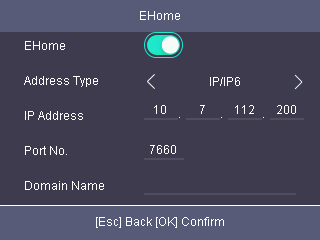 EHome
EHome
Address Type < IP/IP6 >
IP Address 10 . 7 . 112 . 200
Port No. 7660
Domain Name
[Esc] Back [OK] Confirm